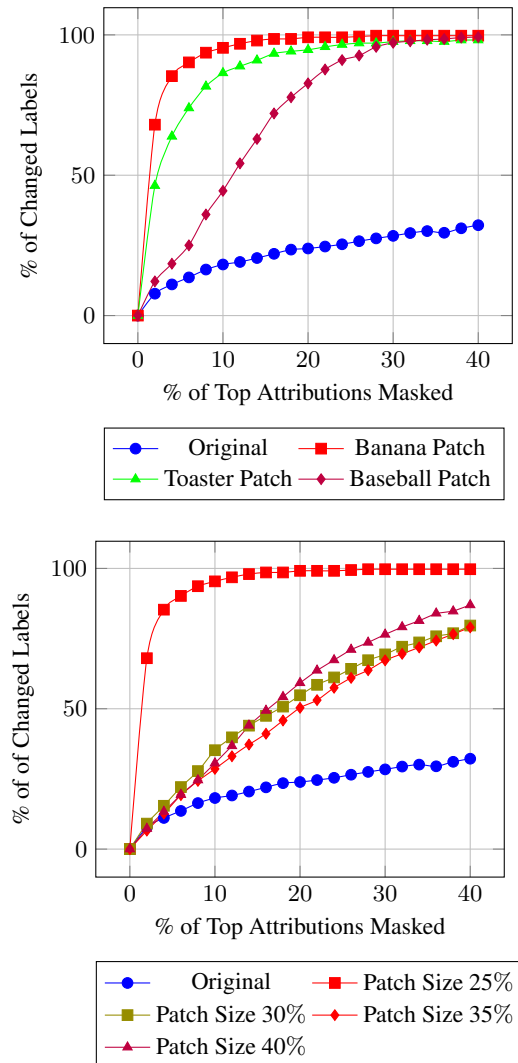 100
50
0
% of Changed Labels
0 10 20 30 40
% of Top Attributions Masked
Original Banana Patch
Toaster Patch Baseball Patch
100
50
0
% of of Changed Labels
0 10 20 30 40
% of Top Attributions Masked
Original Patch Size 25%
Patch Size 30% Patch Size 35%
Patch Size 40%